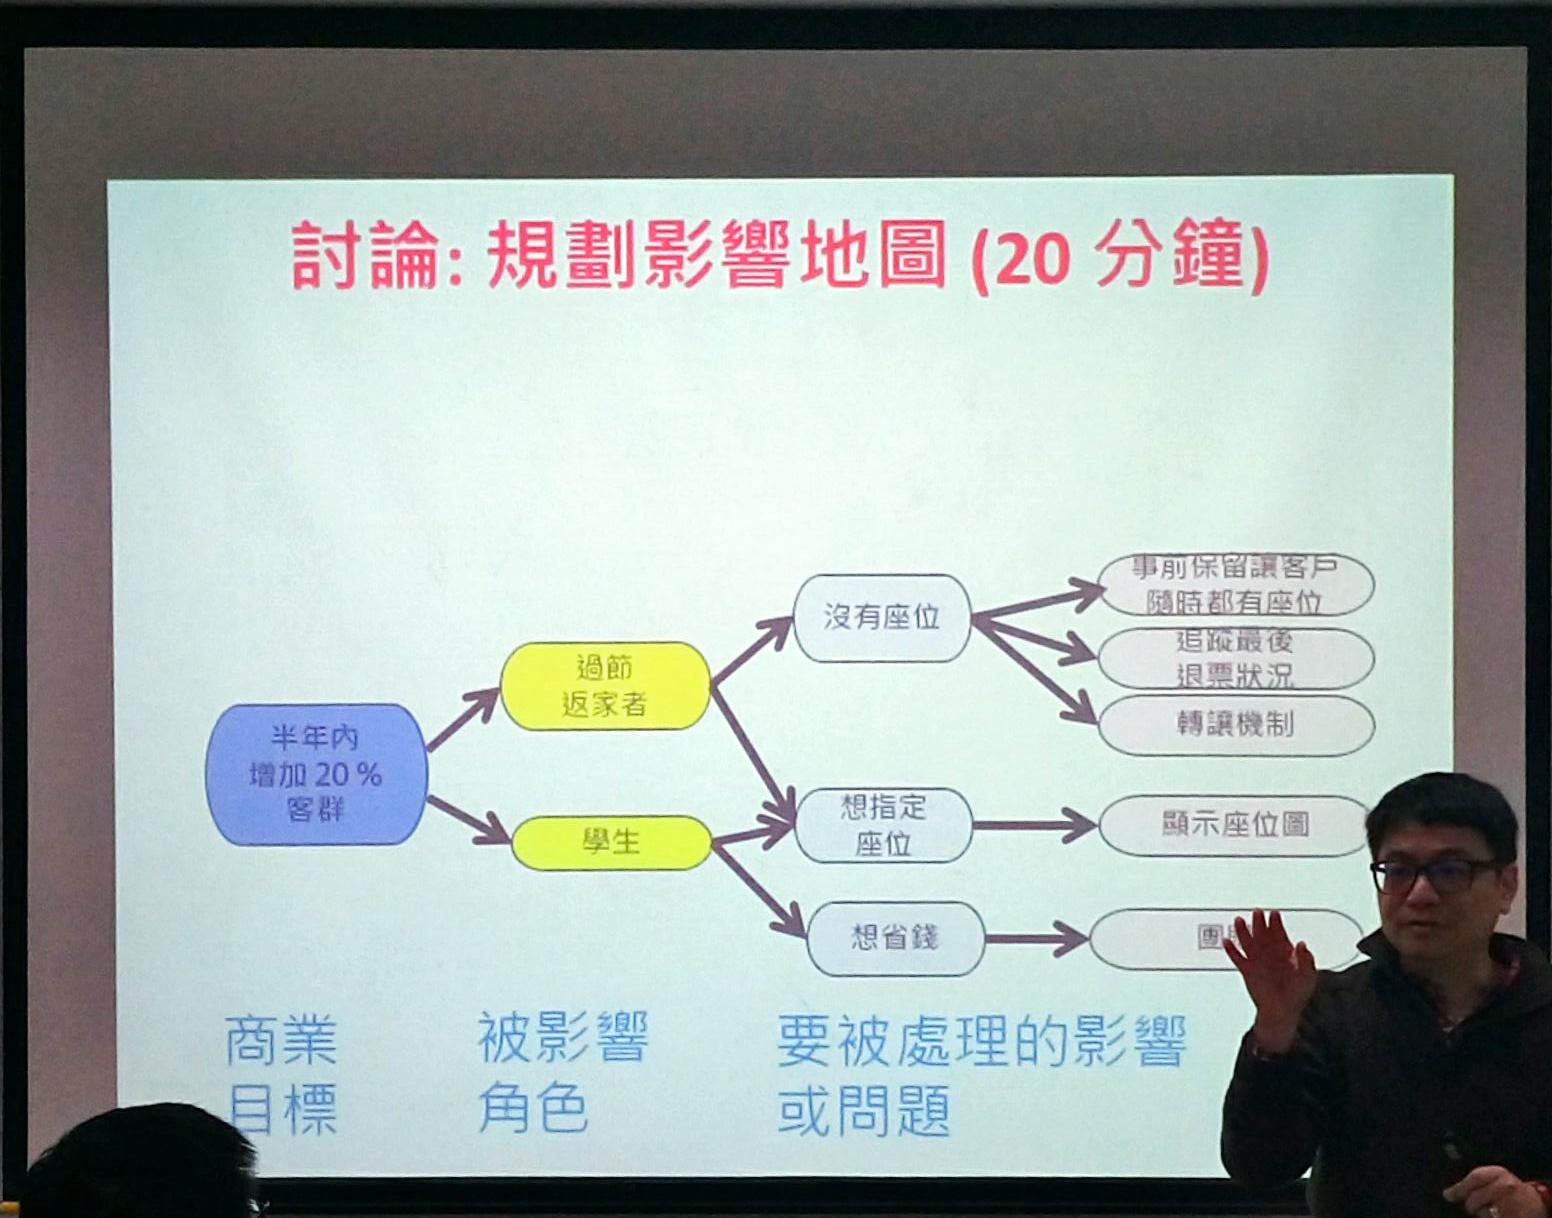 討論: 規劃影響地圖 (20 分鐘)
半年內
增加 20 %
客群
過節
返家者
學生
沒有座位
想指定
座位
想省錢
事前保留讓客戶
隨時都有座位
追蹤最後
退票狀況
轉讓機制
顯示座位圖
團
商業
目標
被影響
角色
要被處理的影響
或問題